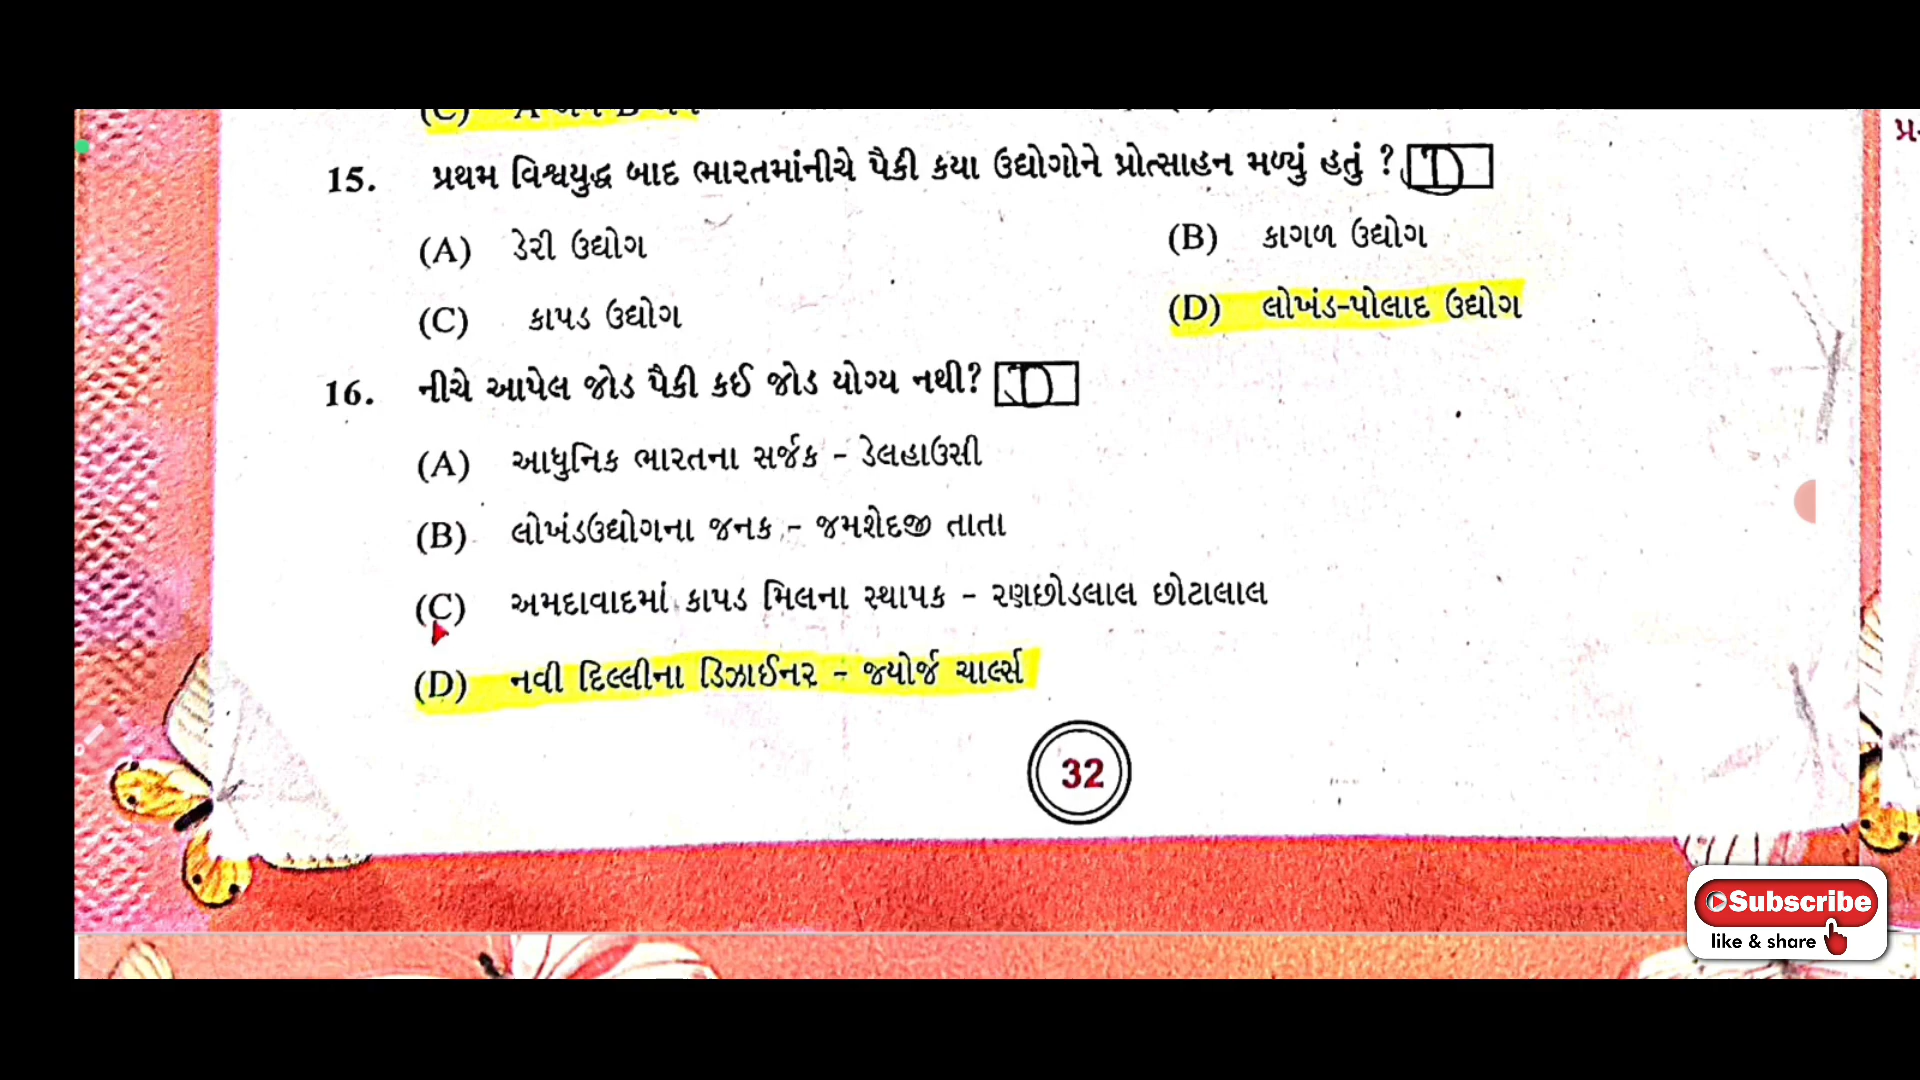 15. પ્રથમ વિશ્વયુદ્ધ બાદ ભારતમાંનીચે પૈકી કયા ઉદ્યોગોને પ્રોત્સાહન મળ્યું હતું ? D
(A) ડેરી ઉદ્યોગ (B) કાગળ ઉદ્યોગ
(C) કાપડ ઉદ્યોગ (D) લોખંડ-પોલાદ ઉદ્યોગ
16. નીચે આપેલ જોડ પૈકી કઈ જોડ યોગ્ય નથી? D
(A) આધુનિક ભારતના સર્જક - ડેલહાઉસી
(B) લોખંડઉદ્યોગના જનક - જમશેદજી તાતા
(C) અમદાવાદમાં કાપડ મિલના સ્થાપક - રણછોડલાલ છોટાલાલ
(D) નવી દિલ્લીના ડિઝાઈનર - જ્યોર્જ ચાર્લ્સ
32
Subscribe
like & share